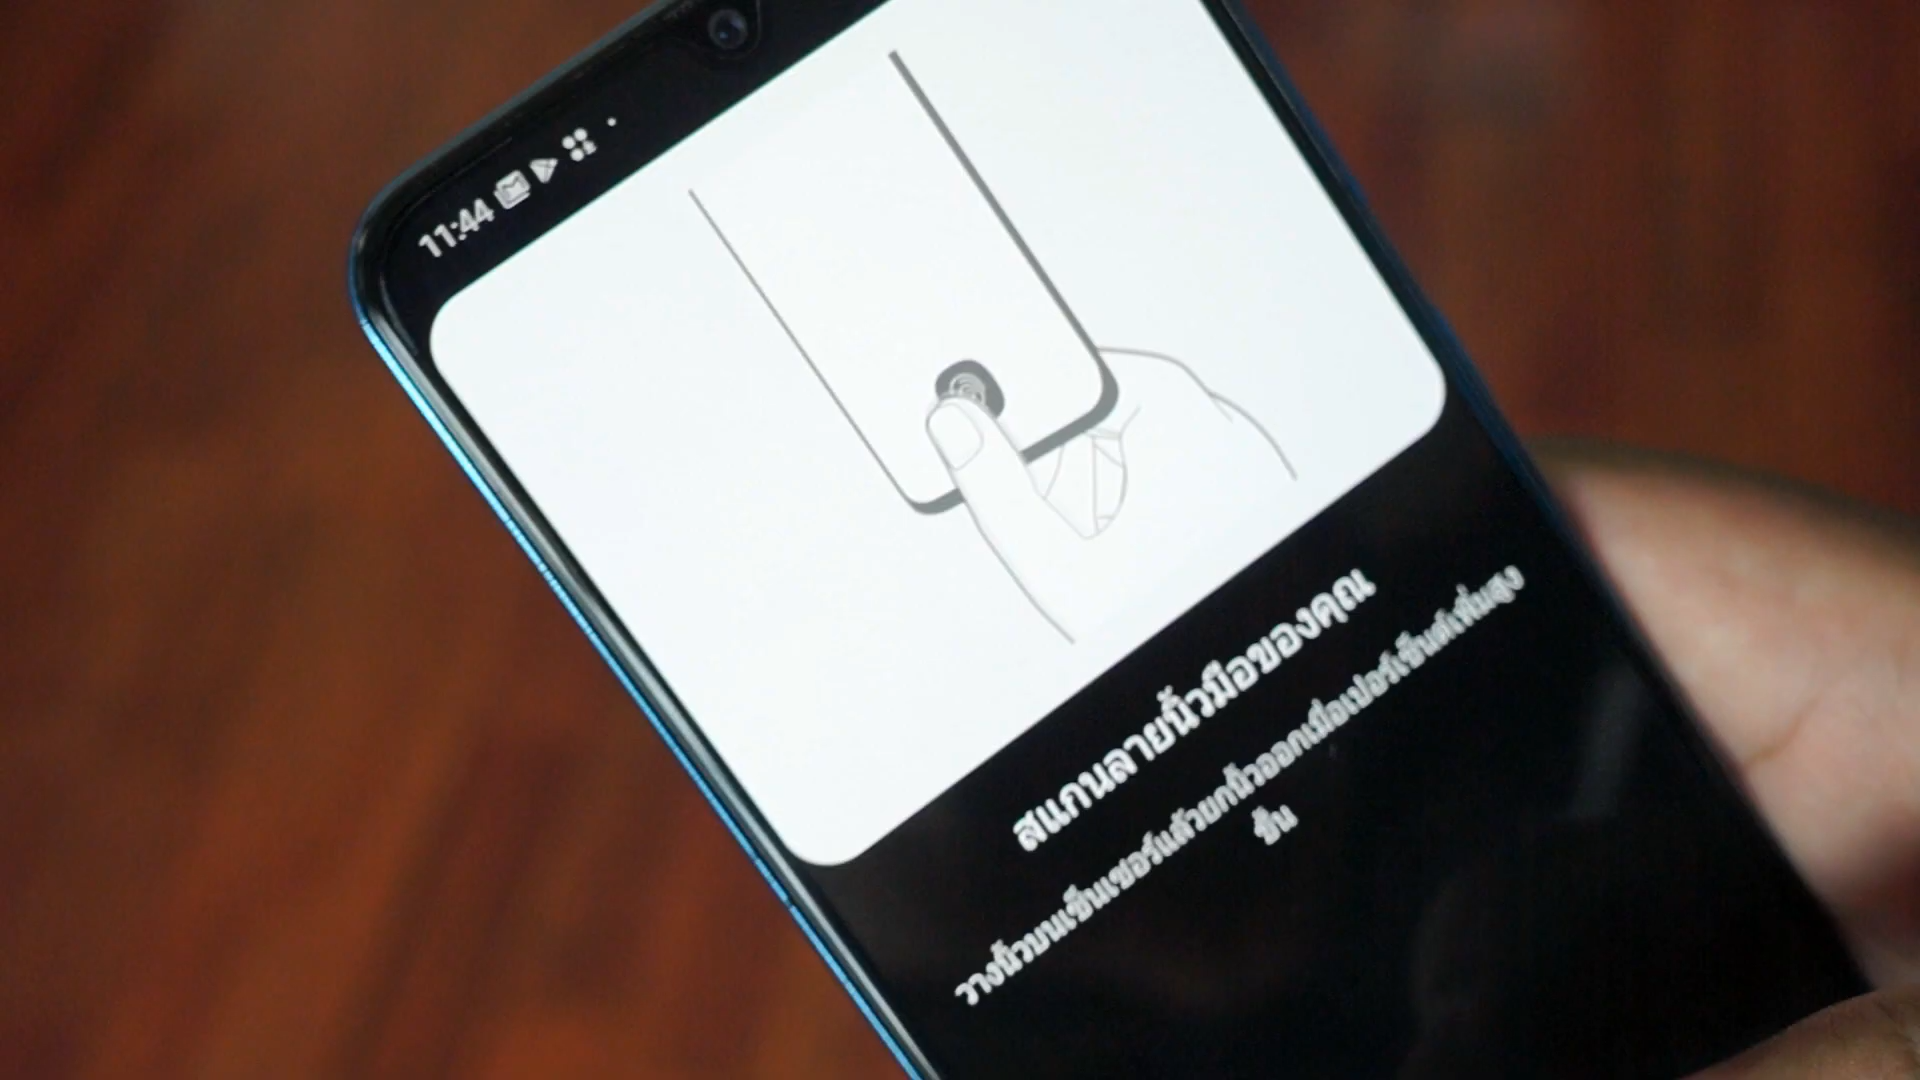 11:44
สแกนลายนิ้วมือของคุณ
วางนิ้วบนเซ็นเซอร์แล้วยกนิ้วออกเมื่อเปอร์เซ็นต์เพิ่มสูง
ขึ้น